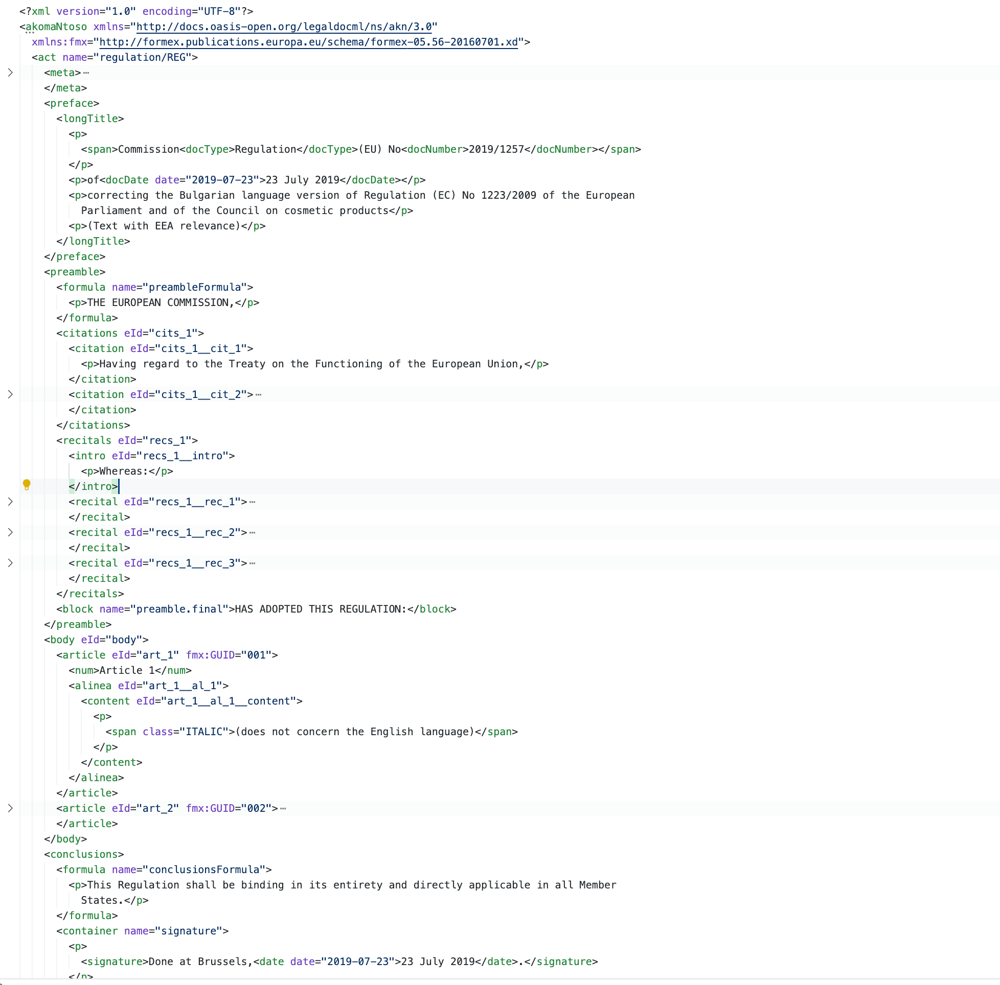 <?xml version="1.0" encoding="UTF-8"?>
<akomaNtoso xmlns="http://docs.oasis-open.org/legaldocml/ns/akn/3.0"
xmlns:fmx="http://formex.publications.europa.eu/schema/formex-05.56-20160701.xd">
<act name="regulation/REG">
<meta>⋯
</meta>
<preface>
<longTitle>
<p>
<span>Commission<docType>Regulation</docType>(EU) No<docNumber>2019/1257</docNumber></span>
</p>
<p>of<docDate date="2019-07-23">23 July 2019</docDate></p>
<p>correcting the Bulgarian language version of Regulation (EC) No 1223/2009 of the European
Parliament and of the Council on cosmetic products</p>
<p>(Text with EEA relevance)</p>
</longTitle>
</preface>
<preamble>
<formula name="preambleFormula">
<p>THE EUROPEAN COMMISSION,</p>
</formula>
<citations eId="cits_1">
<citation eId="cits_1__cit_1">
<p>Having regard to the Treaty on the Functioning of the European Union,</p>
</citation>
<citation eId="cits_1__cit_2">⋯
</citation>
</citations>
<recitals eId="recs_1">
<intro eId="recs_1__intro">
<p>Whereas:</p>
</intro>
<recital eId="recs_1__rec_1">⋯
</recital>
<recital eId="recs_1__rec_2">⋯
</recital>
<recital eId="recs_1__rec_3">⋯
</recital>
</recitals>
<block name="preamble.final">HAS ADOPTED THIS REGULATION:</block>
</preamble>
<body eId="body">
<article eId="art_1" fmx:GUID="001">
<num>Article 1</num>
<alinea eId="art_1__al_1">
<content eId="art_1__al_1__content">
<p>
<span class="ITALIC">(does not concern the English language)</span>
</p>
</content>
</alinea>
</article>
<article eId="art_2" fmx:GUID="002">⋯
</article>
</body>
<conclusions>
<formula name="conclusionsFormula">
<p>This Regulation shall be binding in its entirety and directly applicable in all Member
States.</p>
</formula>
<container name="signature">
<p>
<signature>Done at Brussels,<date date="2019-07-23">23 July 2019</date>.</signature>
</p>